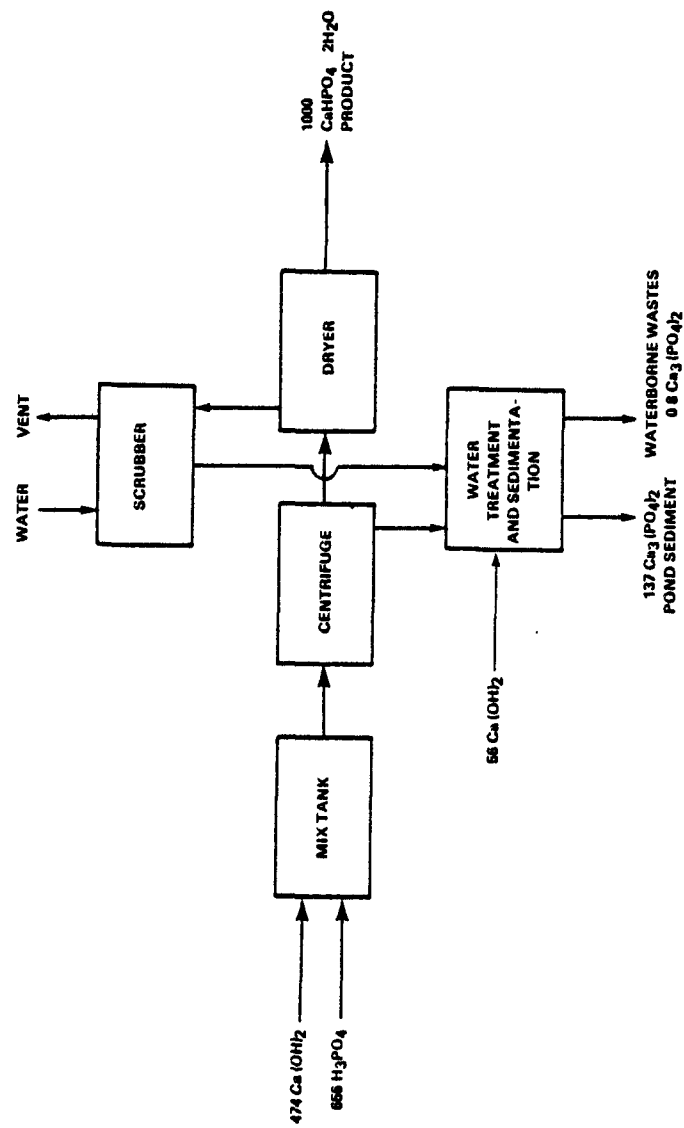 WATER
VENT
SCRUBBER
474 Ca (OH)2
656 H3PO4
MIX TANK
CENTRIFUGE
DRYER
1000
CaHPO4 2H2O
PRODUCT
WATER
TREATMENT
AND SEDIMENTA-
TION
56 Ca (OH)2
137 Ca3 (PO4)2
POND SEDIMENT
WATERBORNE WASTES
0 8 Ca3 (PO4)2